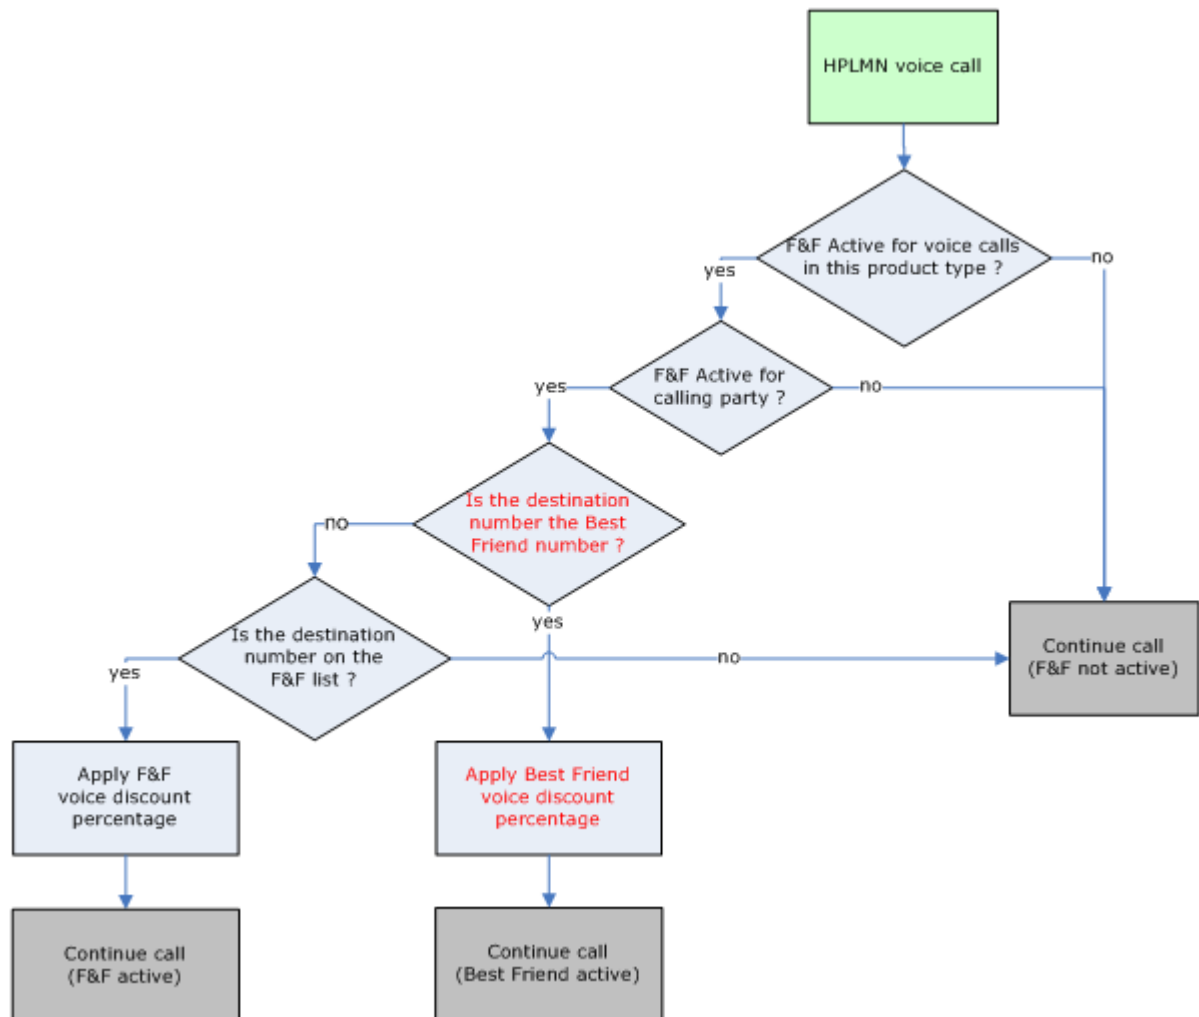 HPLMN voice call
F&F Active for voice calls
in this product type ?
yes
no
F&F Active for
calling party ?
yes
no
Is the destination
number the Best
Friend number ?
no
yes
Is the destination
number on the
F&F list ?
yes
no
Continue call
(F&F not active)
Apply F&F
voice discount
percentage
Apply Best Friend
voice discount
percentage
Continue call
(F&F active)
Continue call
(Best Friend active)